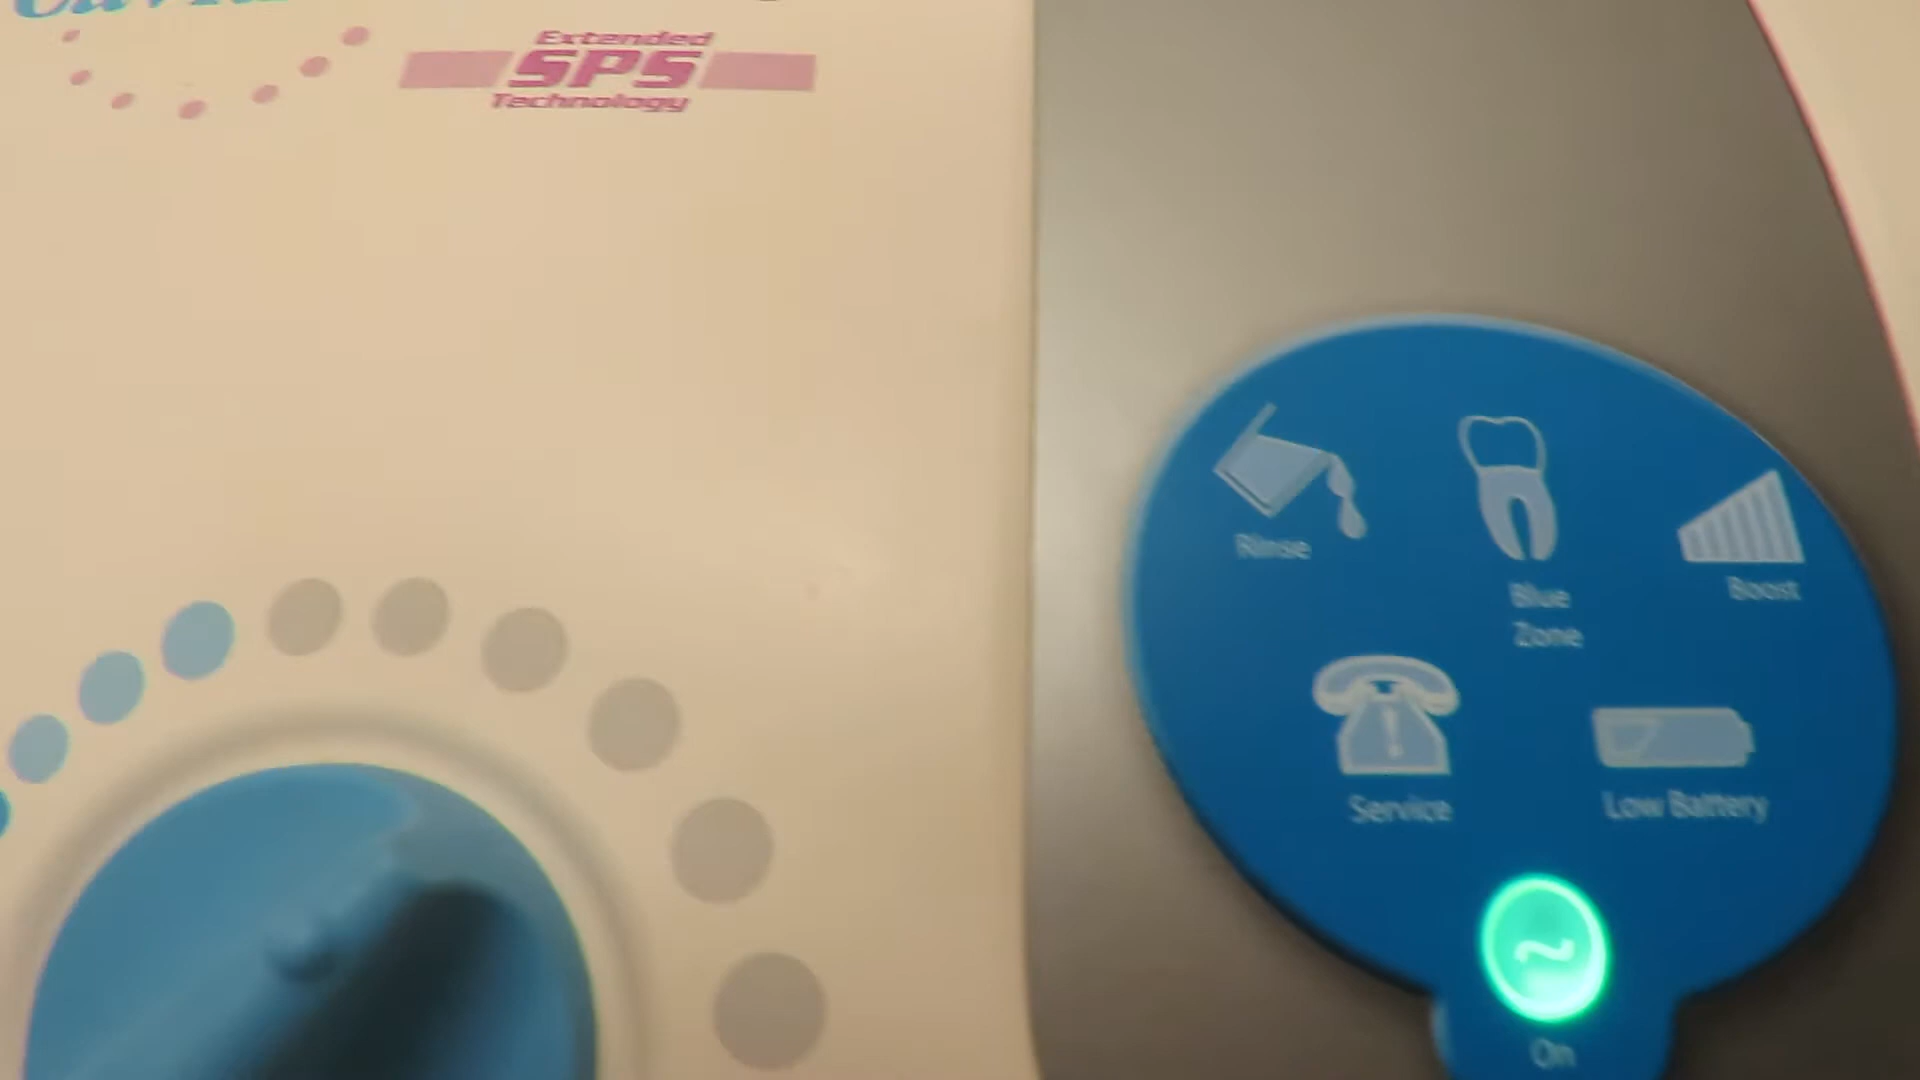 Extended
SPS
Technology
Rinse
Blue
Zone
Boost
Service
Low Battery
On